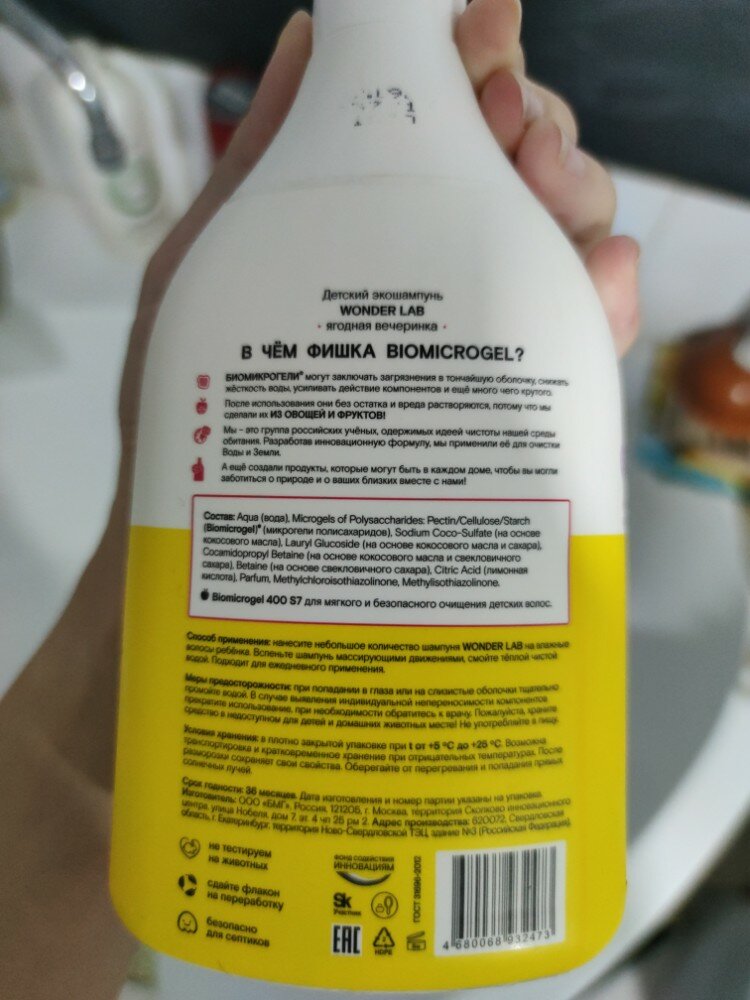 Детский экошампунь
WONDER LAB
• ягодная вечеринка •
В ЧЁМ ФИШКА BIOMICROGEL?
БИОМИКРОГЕЛИ® могут заключать загрязнения в тончайшую оболочку, снижать
жёсткость воды, усиливать действие компонентов и ещё много чего крутого.
После использования они без остатка и вреда растворяются, потому что мы
сделали их ИЗ ОВОЩЕЙ И ФРУКТОВ!
Мы – это группа российских учёных, одержимых идеей чистоты нашей среды
обитания. Разработав инновационную формулу, мы применили её для очистки
Воды и Земли.
А ещё создали продукты, которые могут быть в каждом доме, чтобы вы могли
заботиться о природе и о ваших близких вместе с нами!
Состав: Aqua (вода), Microgels of Polysaccharides: Pectin/Cellulose/Starch
(Biomicrogel)® (микрогели полисахаридов), Sodium Coco-Sulfate (на основе
кокосового масла), Lauryl Glucoside (на основе кокосового масла и сахара),
Cocamidopropyl Betaine (на основе кокосового масла и свекличного
сахара), Betaine (на основе свекличного сахара), Citric Acid (лимонная
кислота), Parfum, Methylchloroisothiazolinone, Methylisothiazolinone.
Biomicrogel 400 S7 для мягкого и безопасного очищения детских волос.
Способ применения: нанесите небольшое количество шампуня WONDER LAB на влажные
волосы ребёнка. Вспеньте шампунь массирующими движениями, смойте тёплой чистой
водой. Подходит для ежедневного применения.
Меры предосторожности: при попадании в глаза или на слизистые оболочки тщательно
промойте водой. В случае выявления индивидуальной непереносимости компонентов
прекратите использование, при необходимости обратитесь к врачу. Пожалуйста, храните
средство в недоступном для детей и домашних животных месте! Не употребляйте в пищу.
Условия хранения: в плотно закрытой упаковке при t от +5 °C до +25 °C. Возможна
транспортировка и кратковременное хранение при отрицательных температурах. После
разморозки сохраняет свои свойства. Оберегайте от перегревания и попадания прямых
солнечных лучей.
Срок годности: 36 месяцев. Дата изготовления и номер партии указаны на упаковке.
Изготовитель: ООО «БМГ», Россия, 121205, г. Москва, территория Сколково инновационного
центра, улица Нобеля, дом 7, эт. 4 чп 25 рм 2. Адрес производства: 620072, Свердловская
область, г. Екатеринбург, территория Ново-Свердловской ТЭЦ, здание №3 (Российская Федерация).
не тестируем
на животных
сдайте флакон
на переработку
безопасно
для септиков
ФОНД СОДЕЙСТВИЯ
ИННОВАЦИЯМ
Sk
Участник
EAC
2
HDPE
ГОСТ 31696-2012
4 680068 932473